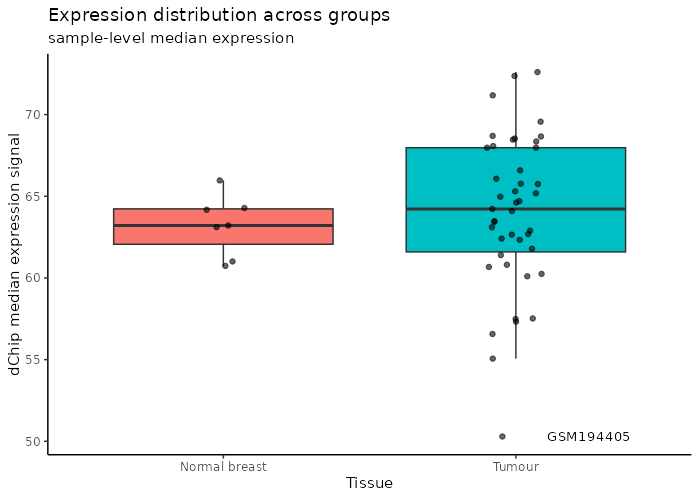 Expression distribution across groups
sample-level median expression
dChip median expression signal
70
65
60
55
50
GSM194405
Normal breast
Tumour
Tissue